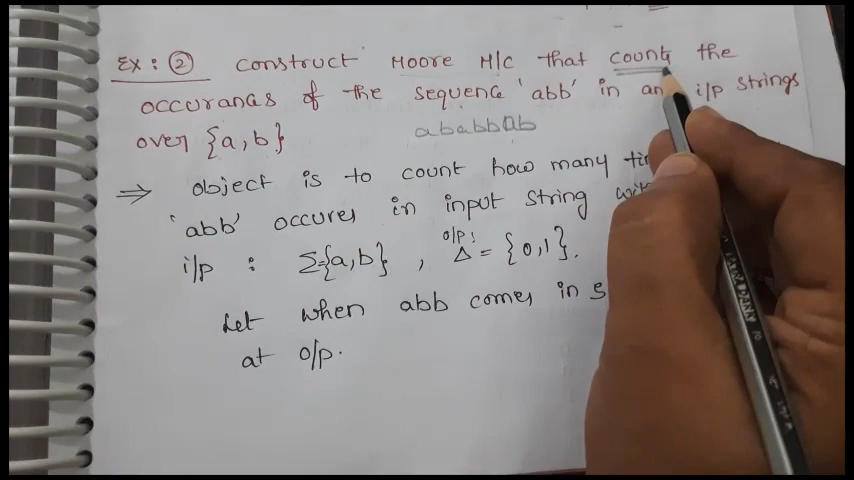 Ex: ② Construct Moore M/c that count the
occurances of the sequence 'abb' in an i/p strings
over {a, b}
ababbab
⇒ object is to count how many
'abb' occures in input string
i/p : Σ={a, b} , o/p: Δ = {0, 1}.
Let when abb comes in
at o/p.